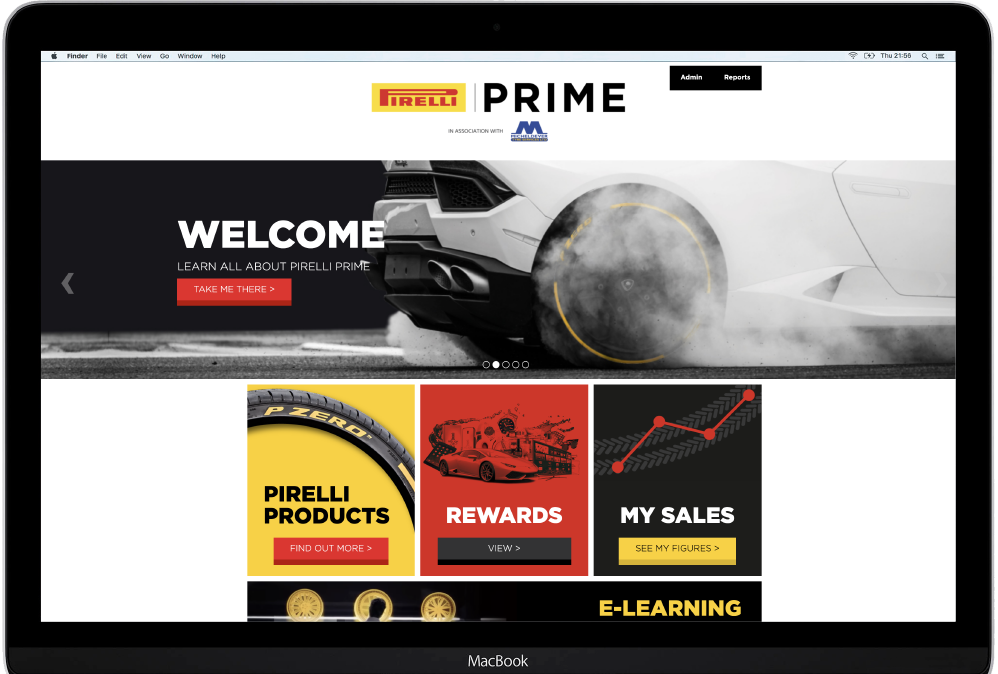 Finder File Edit View Go Window Help
Thu 21:56
Admin Reports
PIRELLI PRIME
IN ASSOCIATION WITH
MICHELDEVER
WELCOME
LEARN ALL ABOUT PIRELLI PRIME
TAKE ME THERE >
P ZERO™
PIRELLI
PRODUCTS
FIND OUT MORE >
REWARDS
VIEW >
MY SALES
SEE MY FIGURES >
E-LEARNING
MacBook